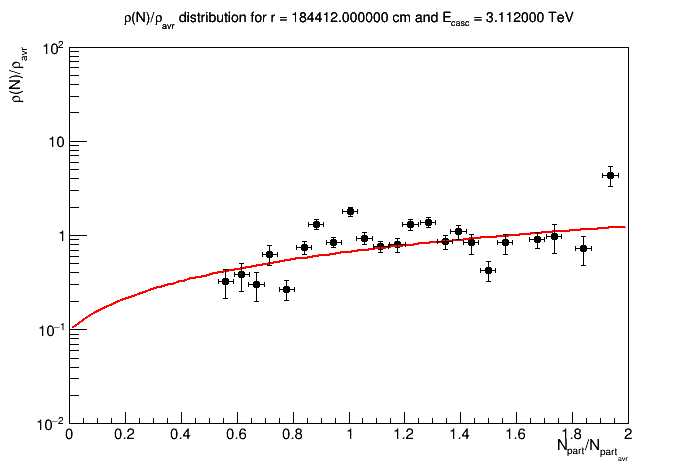 ρ(N)/ρavr distribution for r = 184412.000000 cm and Ecasc = 3.112000 TeV
ρ(N)/ρavr
10²
10
1
10⁻¹
10⁻²
0 0.2 0.4 0.6 0.8 1 1.2 1.4 1.6 1.8 2
Npart/Npartavr